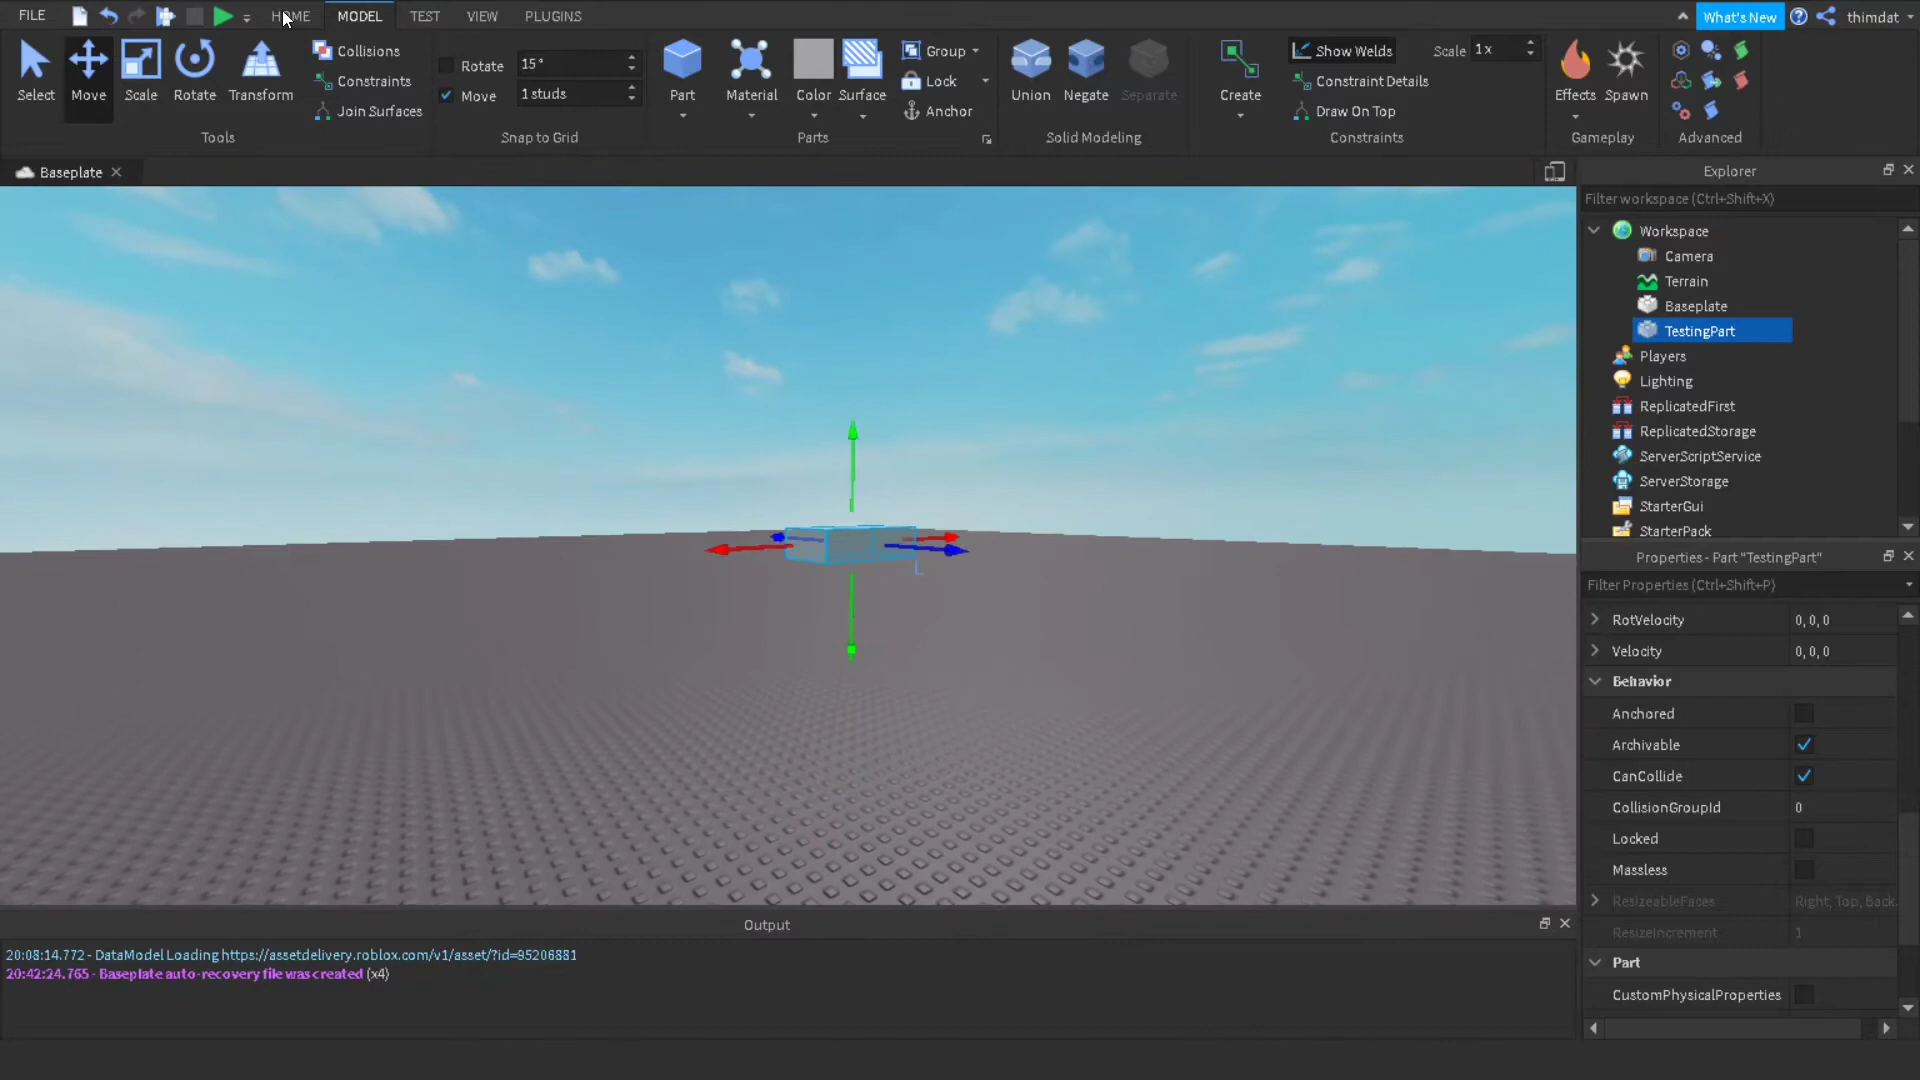 FILE HOME MODEL TEST VIEW PLUGINS What's New thimdat
Select Move Scale Rotate Transform
Collisions
Constraints
Join Surfaces
Tools
Rotate 15°
Move 1 studs
Snap to Grid
Part Material Color Surface
Group
Lock
Anchor
Parts
Union Negate Separate
Solid Modeling
Create
Show Welds Scale 1 x
Constraint Details
Draw On Top
Constraints
Effects Spawn
Gameplay
Advanced
Baseplate
Explorer
Filter workspace (Ctrl+Shift+X)
Workspace
Camera
Terrain
Baseplate
TestingPart
Players
Lighting
ReplicatedFirst
ReplicatedStorage
ServerScriptService
ServerStorage
StarterGui
StarterPack
L
Properties - Part "TestingPart"
Filter Properties (Ctrl+Shift+P)
RotVelocity 0, 0, 0
Velocity 0, 0, 0
Behavior
Anchored
Archivable
CanCollide
CollisionGroupId 0
Locked
Massless
ResizeableFaces Right, Top, Back,
ResizeIncrement 1
Part
CustomPhysicalProperties
Output
20:08:14.772 - DataModel Loading https://assetdelivery.roblox.com/v1/asset/?id=95206881
20:42:24.765 - Baseplate auto-recovery file was created (x4)